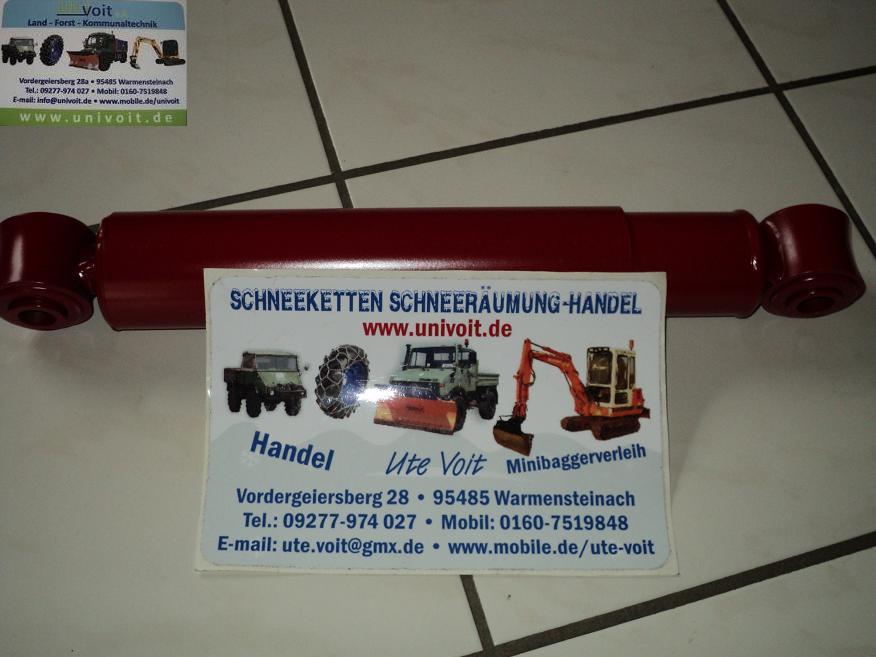 univoit e.K.
Land - Forst - Kommunaltechnik
Vordergeiersberg 28a • 95485 Warmensteinach
Tel.: 09277-974 027 • Mobil: 0160-7519848
E-mail: info@univoit.de • www.mobile.de/univoit
www.univoit.de
SCHNEEKETTEN SCHNEERÄUMUNG-HANDEL
www.univoit.de
Handel Ute Voit Minibaggerverleih
Vordergeiersberg 28 • 95485 Warmensteinach
Tel.: 09277-974 027 • Mobil: 0160-7519848
E-mail: ute.voit@gmx.de • www.mobile.de/ute-voit